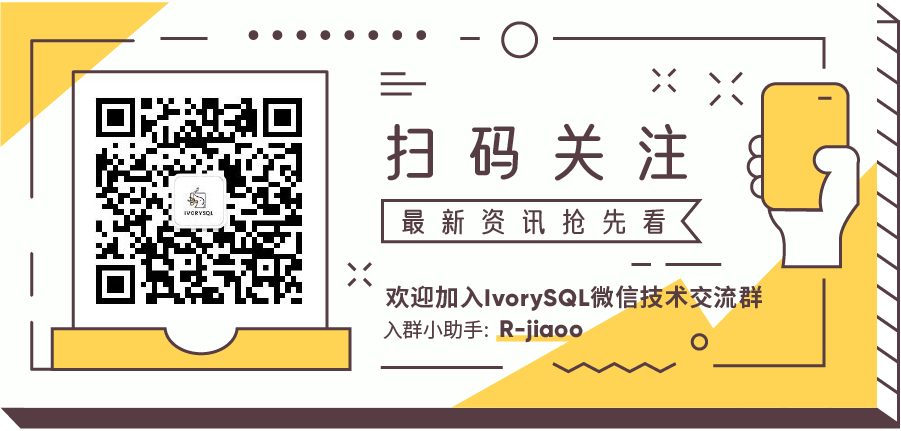 IVORYSQL
扫码关注
最新资讯抢先看
欢迎加入IvorySQL微信技术交流群
入群小助手: R-jiaoo